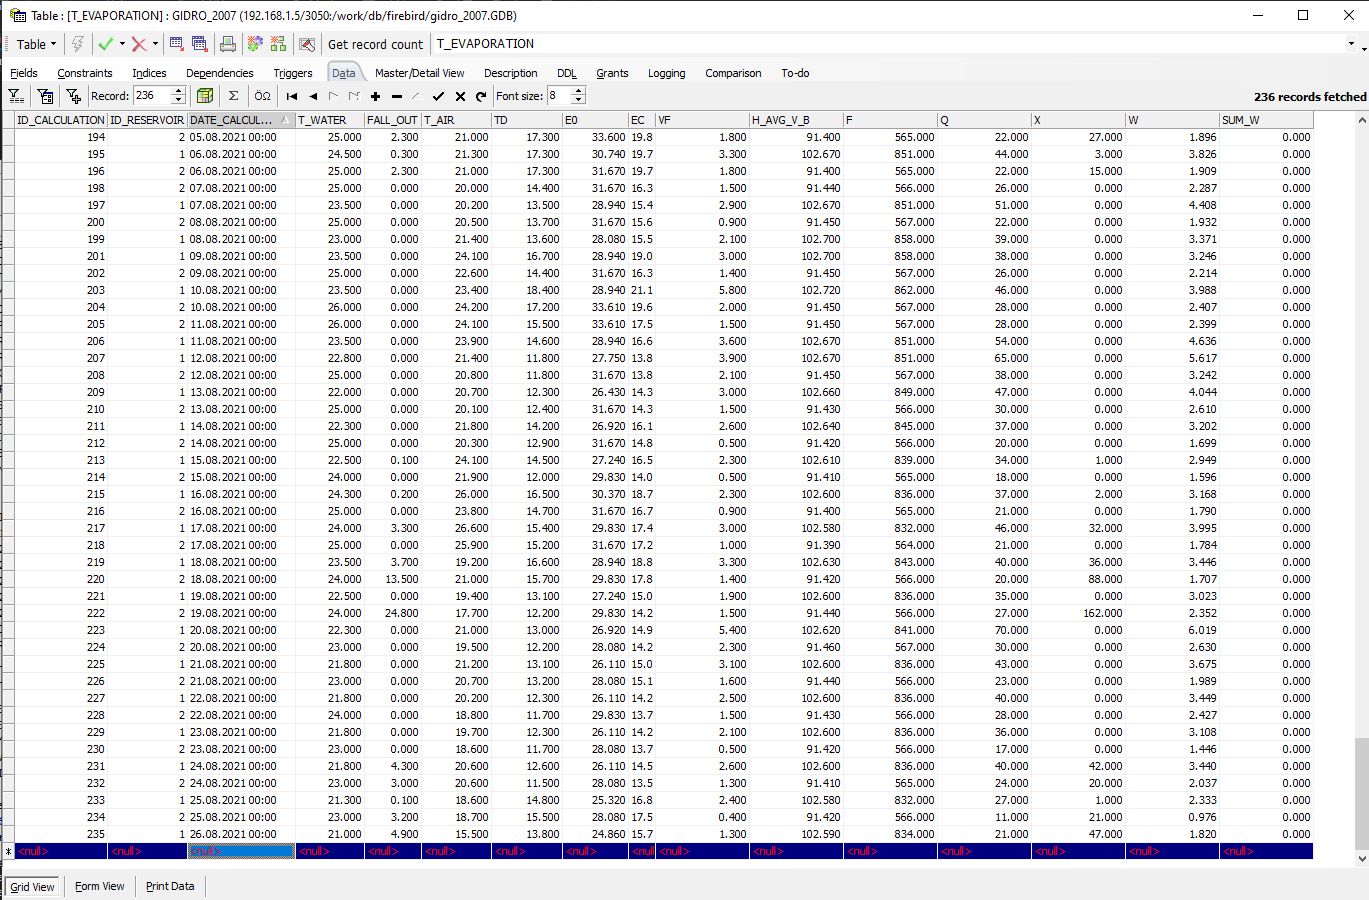 Table : [T_EVAPORATION] : GIDRO_2007 (192.168.1.5/3050:/work/db/firebird/gidro_2007.GDB)
Table Get record count T_EVAPORATION
Fields Constraints Indices Dependencies Triggers Data Master/Detail View Description DDL Grants Logging Comparison To-do
Record: 236 Σ ÖΩ Font size: 8 236 records fetched
ID_CALCULATION ID_RESERVOIR DATE_CALCUL... T_WATER FALL_OUT T_AIR TD E0 EC VF H_AVG_V_B F Q X W SUM_W
194 2 05.08.2021 00:00 25.000 2.300 21.000 17.300 33.600 19.8 1.800 91.400 565.000 22.000 27.000 1.896 0.000
195 1 06.08.2021 00:00 24.500 0.300 21.300 17.300 30.740 19.7 3.300 102.670 851.000 44.000 3.000 3.826 0.000
196 2 06.08.2021 00:00 25.000 2.300 21.000 17.300 31.670 19.7 1.800 91.400 565.000 22.000 15.000 1.909 0.000
198 2 07.08.2021 00:00 25.000 0.000 20.000 14.400 31.670 16.3 1.500 91.440 566.000 26.000 0.000 2.287 0.000
197 1 07.08.2021 00:00 23.500 0.000 20.200 13.500 28.940 15.4 2.900 102.670 851.000 51.000 0.000 4.408 0.000
200 2 08.08.2021 00:00 25.000 0.000 20.500 13.700 31.670 15.6 0.900 91.450 567.000 22.000 0.000 1.932 0.000
199 1 08.08.2021 00:00 23.000 0.000 21.400 13.600 28.080 15.5 2.100 102.700 858.000 39.000 0.000 3.371 0.000
201 1 09.08.2021 00:00 23.500 0.000 24.100 16.700 28.940 19.0 3.000 102.700 858.000 38.000 0.000 3.246 0.000
202 2 09.08.2021 00:00 25.000 0.000 22.600 14.400 31.670 16.3 1.400 91.450 567.000 26.000 0.000 2.214 0.000
203 1 10.08.2021 00:00 23.500 0.000 23.400 18.400 28.940 21.1 5.800 102.720 862.000 46.000 0.000 3.988 0.000
204 2 10.08.2021 00:00 26.000 0.000 24.200 17.200 33.610 19.6 2.000 91.450 567.000 28.000 0.000 2.407 0.000
205 2 11.08.2021 00:00 26.000 0.000 24.100 15.500 33.610 17.5 1.500 91.450 567.000 28.000 0.000 2.399 0.000
206 1 11.08.2021 00:00 23.500 0.000 23.900 14.600 28.940 16.6 3.600 102.670 851.000 54.000 0.000 4.636 0.000
207 1 12.08.2021 00:00 22.800 0.000 21.400 11.800 27.750 13.8 3.900 102.670 851.000 65.000 0.000 5.617 0.000
208 2 12.08.2021 00:00 25.000 0.000 20.800 11.800 31.670 13.8 2.100 91.450 567.000 38.000 0.000 3.242 0.000
209 1 13.08.2021 00:00 22.000 0.000 20.700 12.300 26.430 14.3 3.000 102.660 849.000 47.000 0.000 4.044 0.000
210 2 13.08.2021 00:00 25.000 0.000 20.100 12.400 31.670 14.3 1.500 91.430 566.000 30.000 0.000 2.610 0.000
211 1 14.08.2021 00:00 22.300 0.000 21.800 14.200 26.920 16.1 2.600 102.640 845.000 37.000 0.000 3.202 0.000
212 2 14.08.2021 00:00 25.000 0.000 20.300 12.900 31.670 14.8 0.500 91.420 566.000 20.000 0.000 1.699 0.000
213 1 15.08.2021 00:00 22.500 0.100 24.100 14.500 27.240 16.5 2.300 102.610 839.000 34.000 1.000 2.949 0.000
214 2 15.08.2021 00:00 24.000 0.000 21.900 12.000 29.830 14.0 0.500 91.410 565.000 18.000 0.000 1.596 0.000
215 1 16.08.2021 00:00 24.300 0.200 26.000 16.500 30.370 18.7 2.300 102.600 836.000 37.000 2.000 3.168 0.000
216 2 16.08.2021 00:00 25.000 0.000 23.800 14.700 31.670 16.7 0.900 91.400 565.000 21.000 0.000 1.790 0.000
217 1 17.08.2021 00:00 24.000 3.300 26.600 15.400 29.830 17.4 3.000 102.580 832.000 46.000 32.000 3.995 0.000
218 2 17.08.2021 00:00 25.000 0.000 25.900 15.200 31.670 17.2 1.000 91.390 564.000 21.000 0.000 1.784 0.000
219 1 18.08.2021 00:00 23.500 3.700 19.200 16.600 28.940 18.8 3.300 102.630 843.000 40.000 36.000 3.446 0.000
220 2 18.08.2021 00:00 24.000 13.500 21.000 15.700 29.830 17.8 1.400 91.420 566.000 20.000 88.000 1.707 0.000
221 1 19.08.2021 00:00 22.500 0.000 19.400 13.100 27.240 15.0 1.900 102.600 836.000 35.000 0.000 3.023 0.000
222 2 19.08.2021 00:00 24.000 24.800 17.700 12.200 29.830 14.2 1.500 91.440 566.000 27.000 162.000 2.352 0.000
223 1 20.08.2021 00:00 22.300 0.000 21.000 13.000 26.920 14.9 5.400 102.620 841.000 70.000 0.000 6.019 0.000
224 2 20.08.2021 00:00 23.000 0.000 19.500 12.200 28.080 14.2 2.300 91.460 567.000 30.000 0.000 2.630 0.000
225 1 21.08.2021 00:00 21.800 0.000 21.200 13.100 26.110 15.0 3.100 102.600 836.000 43.000 0.000 3.675 0.000
226 2 21.08.2021 00:00 23.000 0.000 20.700 13.200 28.080 15.1 1.600 91.440 566.000 23.000 0.000 1.989 0.000
227 1 22.08.2021 00:00 21.800 0.000 20.200 12.300 26.110 14.2 2.500 102.600 836.000 40.000 0.000 3.449 0.000
228 2 22.08.2021 00:00 24.000 0.000 18.800 11.700 29.830 13.7 1.500 91.430 566.000 28.000 0.000 2.427 0.000
229 1 23.08.2021 00:00 21.800 0.000 19.700 12.300 26.110 14.2 2.100 102.600 836.000 36.000 0.000 3.108 0.000
230 2 23.08.2021 00:00 23.000 0.000 18.600 11.700 28.080 13.7 0.500 91.420 566.000 17.000 0.000 1.446 0.000
231 1 24.08.2021 00:00 21.800 4.300 20.600 12.600 26.110 14.5 2.600 102.600 836.000 40.000 42.000 3.440 0.000
232 2 24.08.2021 00:00 23.000 3.000 20.600 11.500 28.080 13.5 1.300 91.410 565.000 24.000 20.000 2.037 0.000
233 1 25.08.2021 00:00 21.300 0.100 18.600 14.800 25.320 16.8 2.400 102.580 832.000 27.000 1.000 2.333 0.000
234 2 25.08.2021 00:00 23.000 3.200 18.700 15.500 28.080 17.5 0.400 91.420 566.000 11.000 21.000 0.976 0.000
235 1 26.08.2021 00:00 21.000 4.900 15.500 13.800 24.860 15.7 1.300 102.590 834.000 21.000 47.000 1.820 0.000
* <null> <null> <null> <null> <null> <null> <null> <null> <null <null> <null> <null> <null> <null> <null> <null>
Grid View Form View Print Data